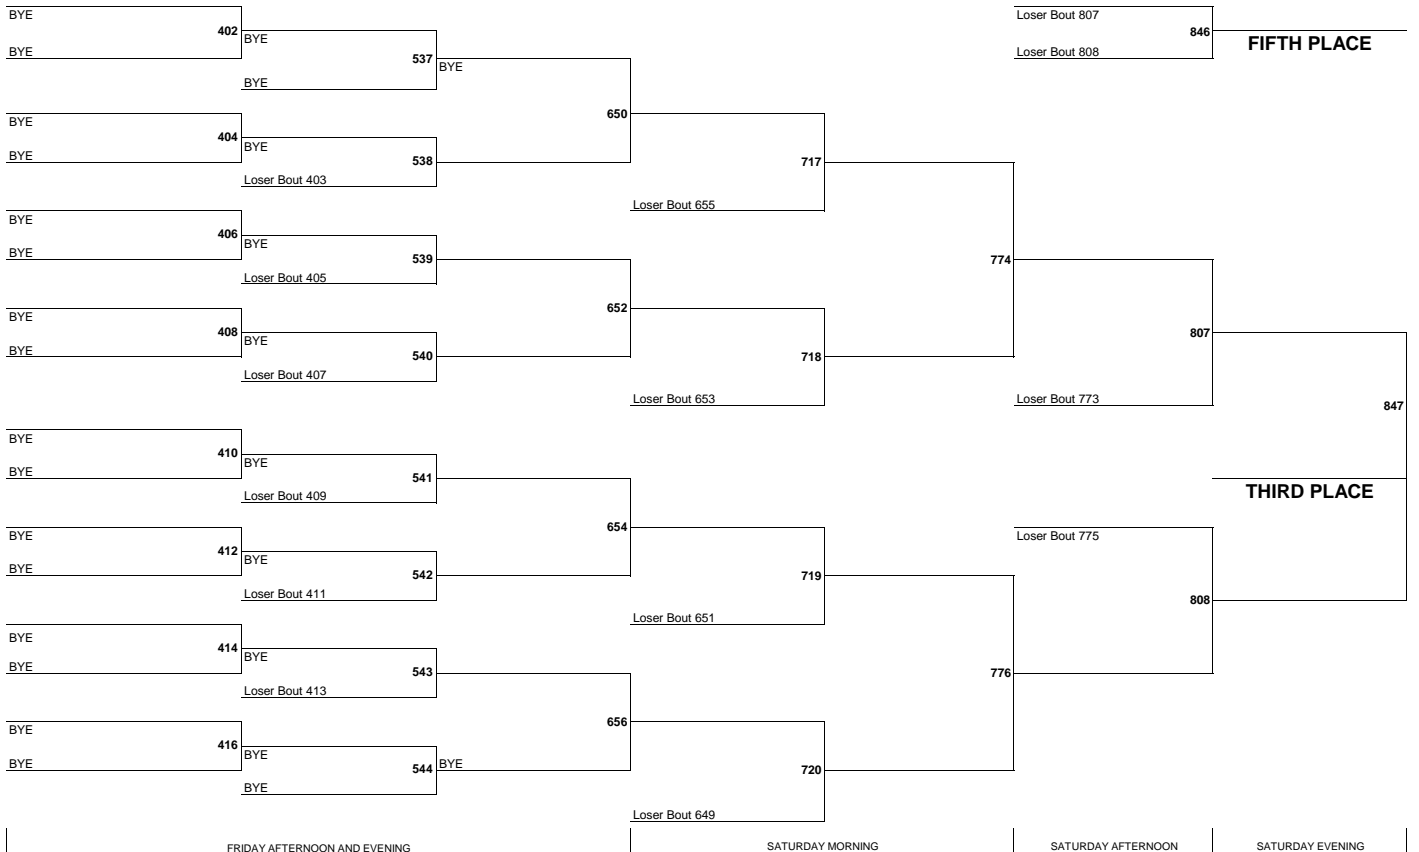 BYE
Loser Bout 807
402
846
BYE
FIFTH PLACE
BYE
Loser Bout 808
537
BYE
BYE
BYE
650
404
BYE
BYE
538
717
Loser Bout 403
Loser Bout 655
BYE
406
BYE
BYE
539
774
Loser Bout 405
652
BYE
408
807
BYE
BYE
540
718
Loser Bout 407
Loser Bout 653
Loser Bout 773
847
BYE
410
BYE
BYE
541
THIRD PLACE
Loser Bout 409
654
BYE
Loser Bout 775
412
BYE
BYE
542
719
Loser Bout 411
808
Loser Bout 651
BYE
414
BYE
BYE
543
776
Loser Bout 413
656
BYE
416
BYE
BYE
544
BYE
720
BYE
Loser Bout 649
FRIDAY AFTERNOON AND EVENING
SATURDAY MORNING
SATURDAY AFTERNOON
SATURDAY EVENING